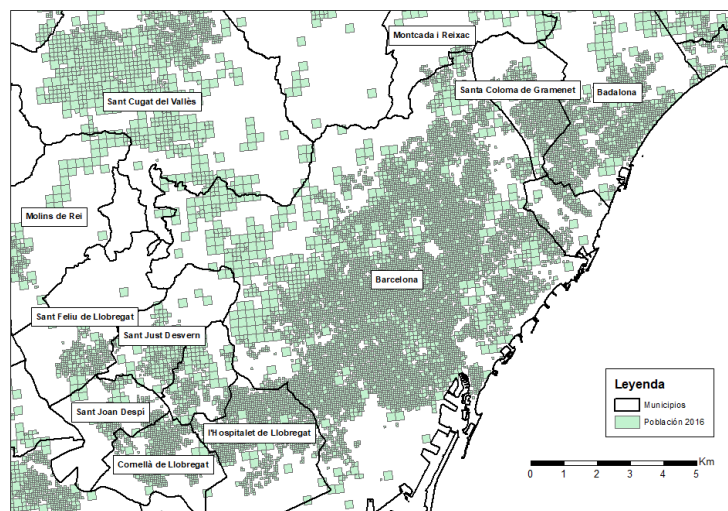 Montcada i Reixac
Santa Coloma de Gramenet
Badalona
Sant Cugat del Vallès
Molins de Rei
Barcelona
Sant Feliu de Llobregat
Sant Just Desvern
Sant Joan Despí
l'Hospitalet de Llobregat
Cornellà de Llobregat
Leyenda
Municipios
Población 2016
Km
0 1 2 3 4 5